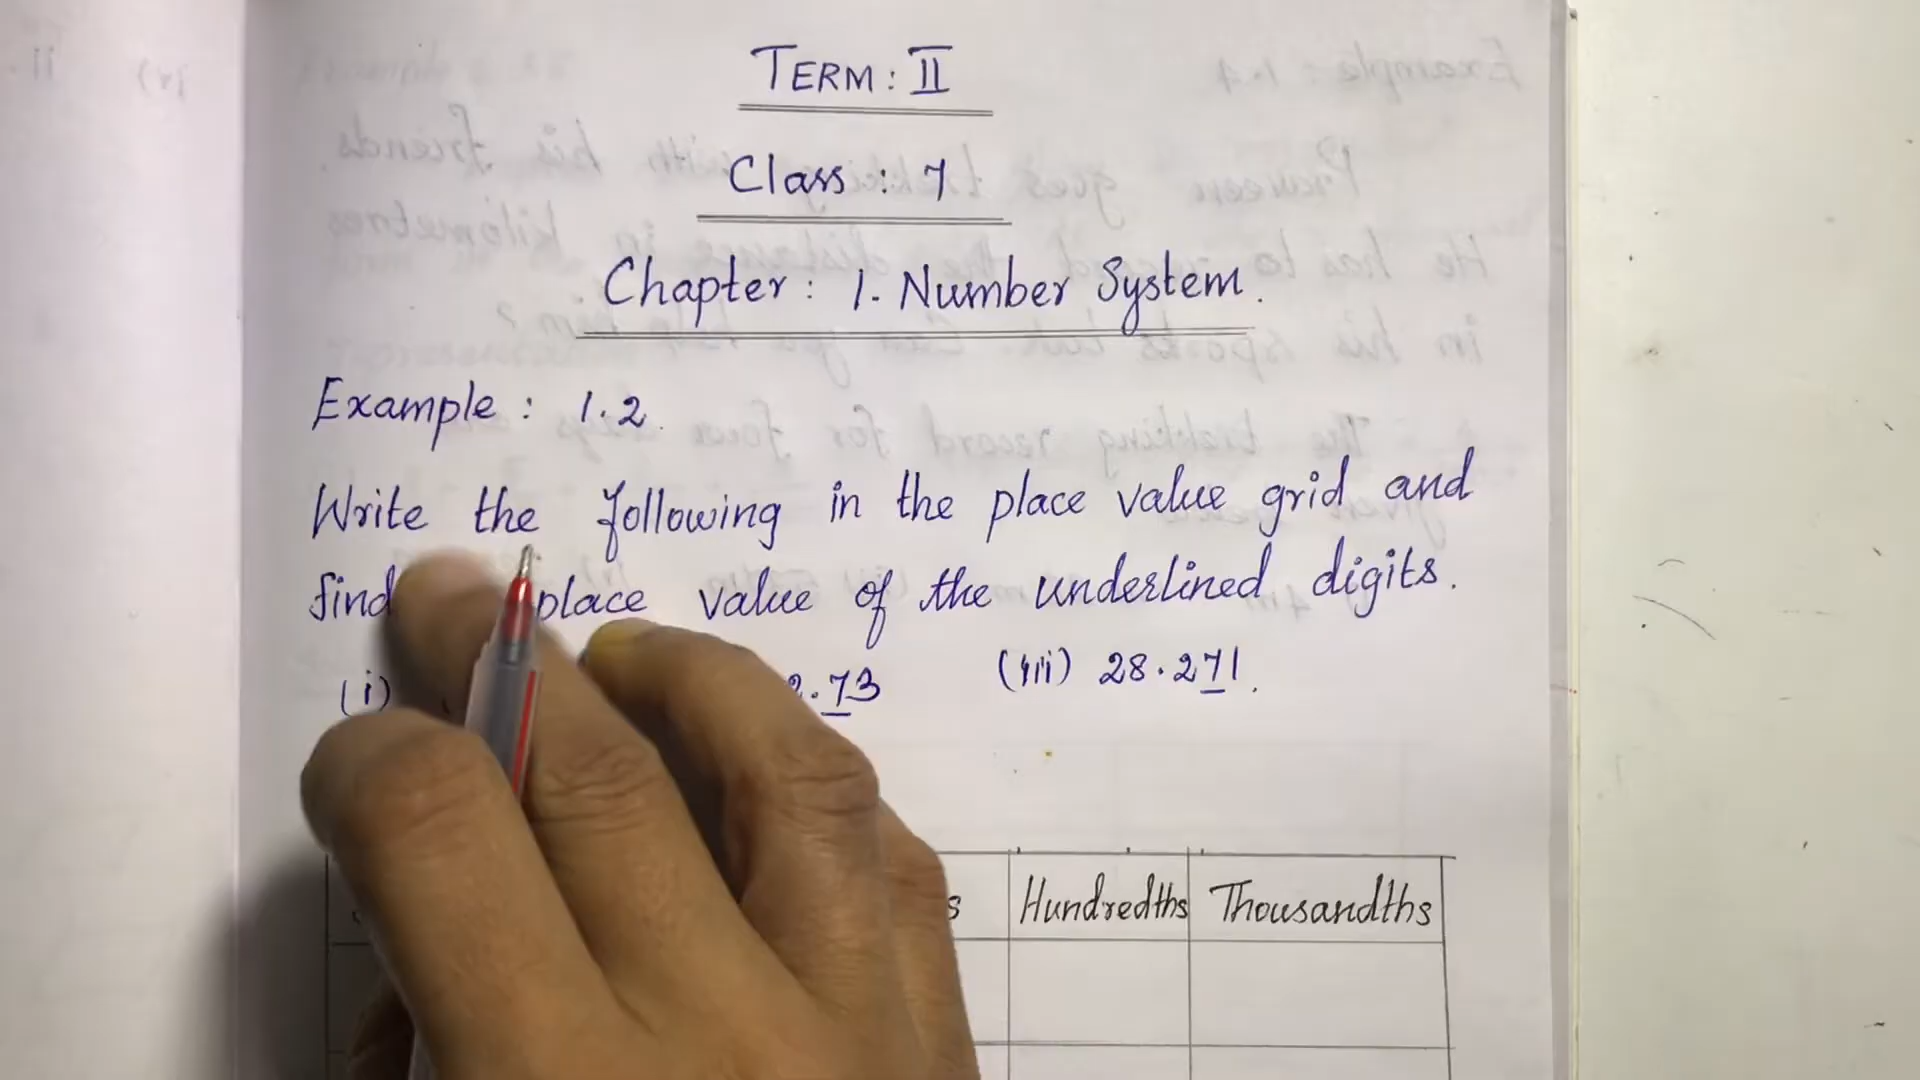 TERM: II
Class: 7
Chapter: 1. Number System.
Example: 1.2.
Write the following in the place value grid and
find place value of the underlined digits.
(i) 2.73 (iii) 28.271.
Hundredths Thousandths